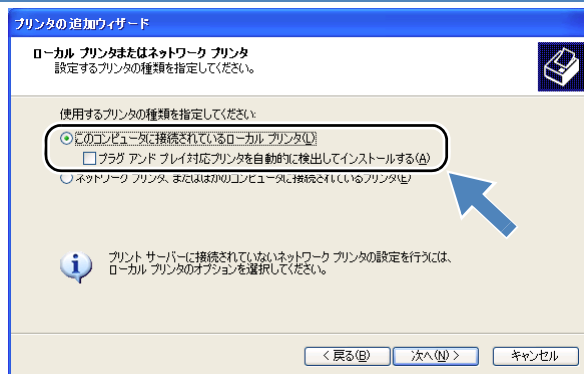 プリンタの追加ウィザード
ローカル プリンタまたはネットワーク プリンタ
設定するプリンタの種類を指定してください。
使用するプリンタの種類を指定してください:
このコンピュータに接続されているローカル プリンタ(L)
プラグ アンド プレイ対応プリンタを自動的に検出してインストールする(A)
ネットワーク プリンタ、またはほかのコンピュータに接続されているプリンタ(E)
プリント サーバーに接続されていないネットワーク プリンタの設定を行うには、
ローカル プリンタのオプションを選択してください。
< 戻る(B) 次へ(N) > キャンセル